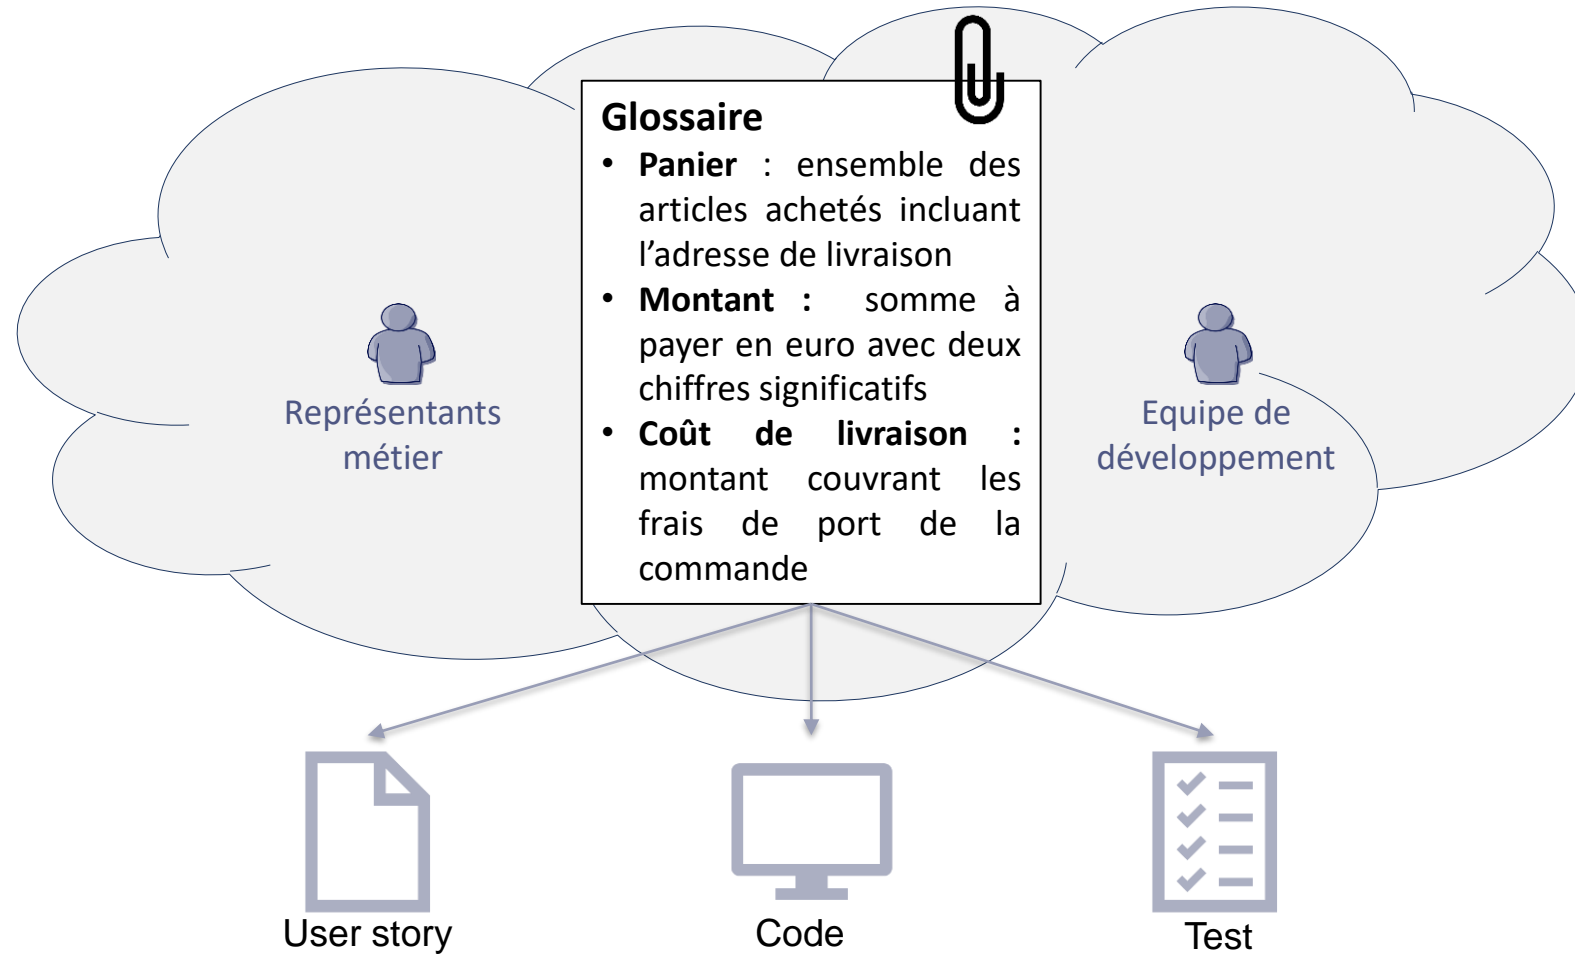 Glossaire
• Panier : ensemble des
articles achetés incluant
l’adresse de livraison
• Montant : somme à
payer en euro avec deux
chiffres significatifs
• Coût de livraison :
montant couvrant les
frais de port de la
commande
Représentants
métier
Equipe de
développement
User story
Code
Test